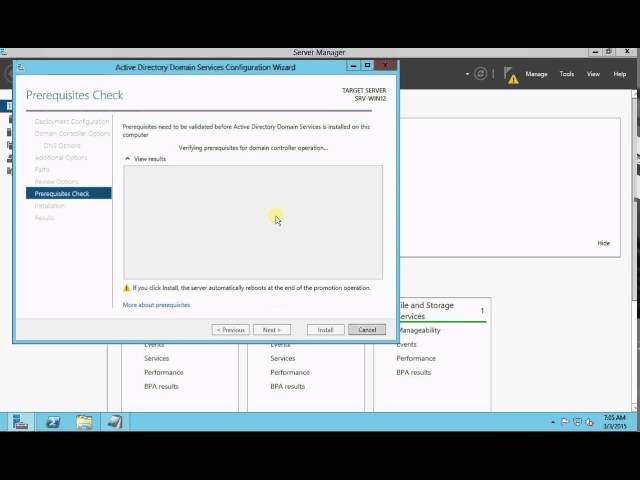 Server Manager
Manage Tools View Help
Active Directory Domain Services Configuration Wizard
Prerequisites Check
TARGET SERVER
SRV-WIN12
Deployment Configuration
Domain Controller Options
DNS Options
Additional Options
Paths
Review Options
Prerequisites Check
Installation
Results
Prerequisites need to be validated before Active Directory Domain Services is installed on this
computer
Verifying prerequisites for domain controller operation...
View results
If you click Install, the server automatically reboots at the end of the promotion operation.
More about prerequisites
< Previous Next > Install Cancel
Hide
ile and Storage 1
ervices
Manageability
Events Events Events
Services Services
Performance Performance Performance
BPA results BPA results BPA results
7:05 AM
3/3/2015